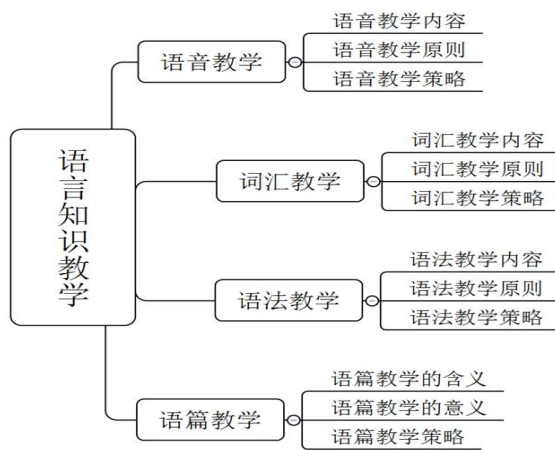 语言知识教学
语音教学
语音教学内容
语音教学原则
语音教学策略
词汇教学
词汇教学内容
词汇教学原则
词汇教学策略
语法教学
语法教学内容
语法教学原则
语法教学策略
语篇教学
语篇教学的含义
语篇教学的意义
语篇教学策略